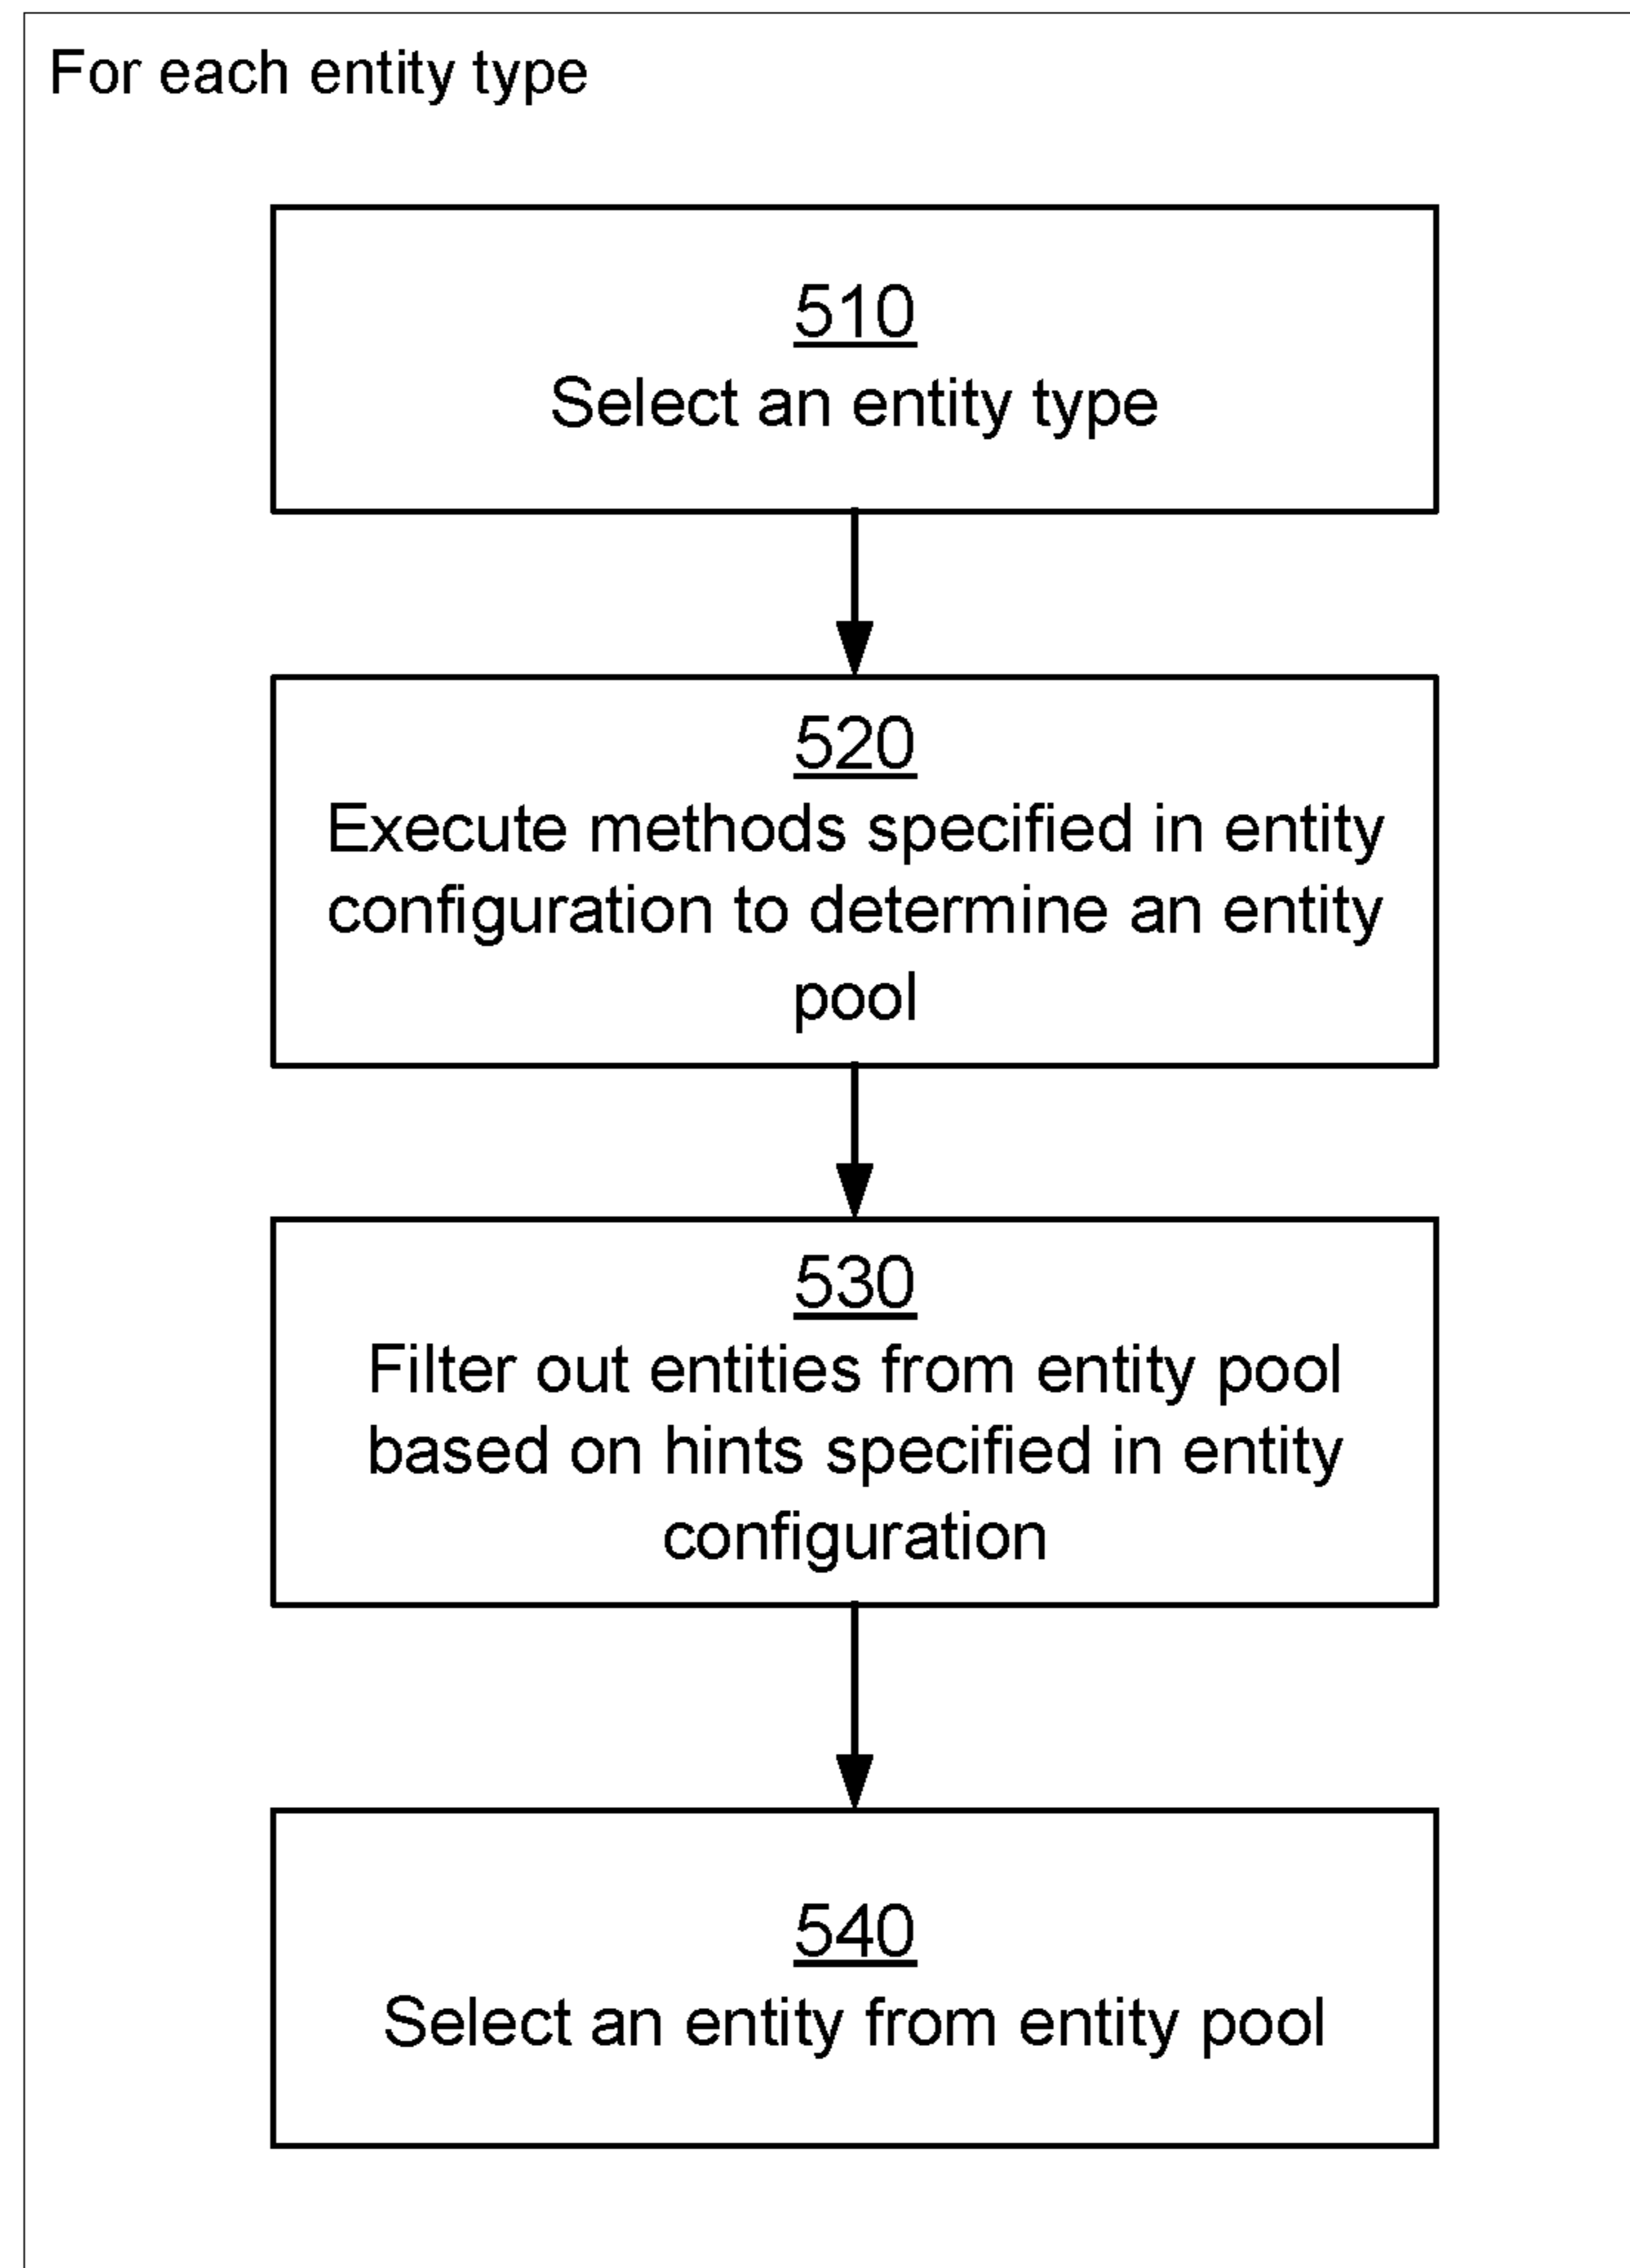 For each entity type
510
Select an entity type
520
Execute methods specified in entity
configuration to determine an entity
pool
530
Filter out entities from entity pool
based on hints specified in entity
configuration
540
Select an entity from entity pool